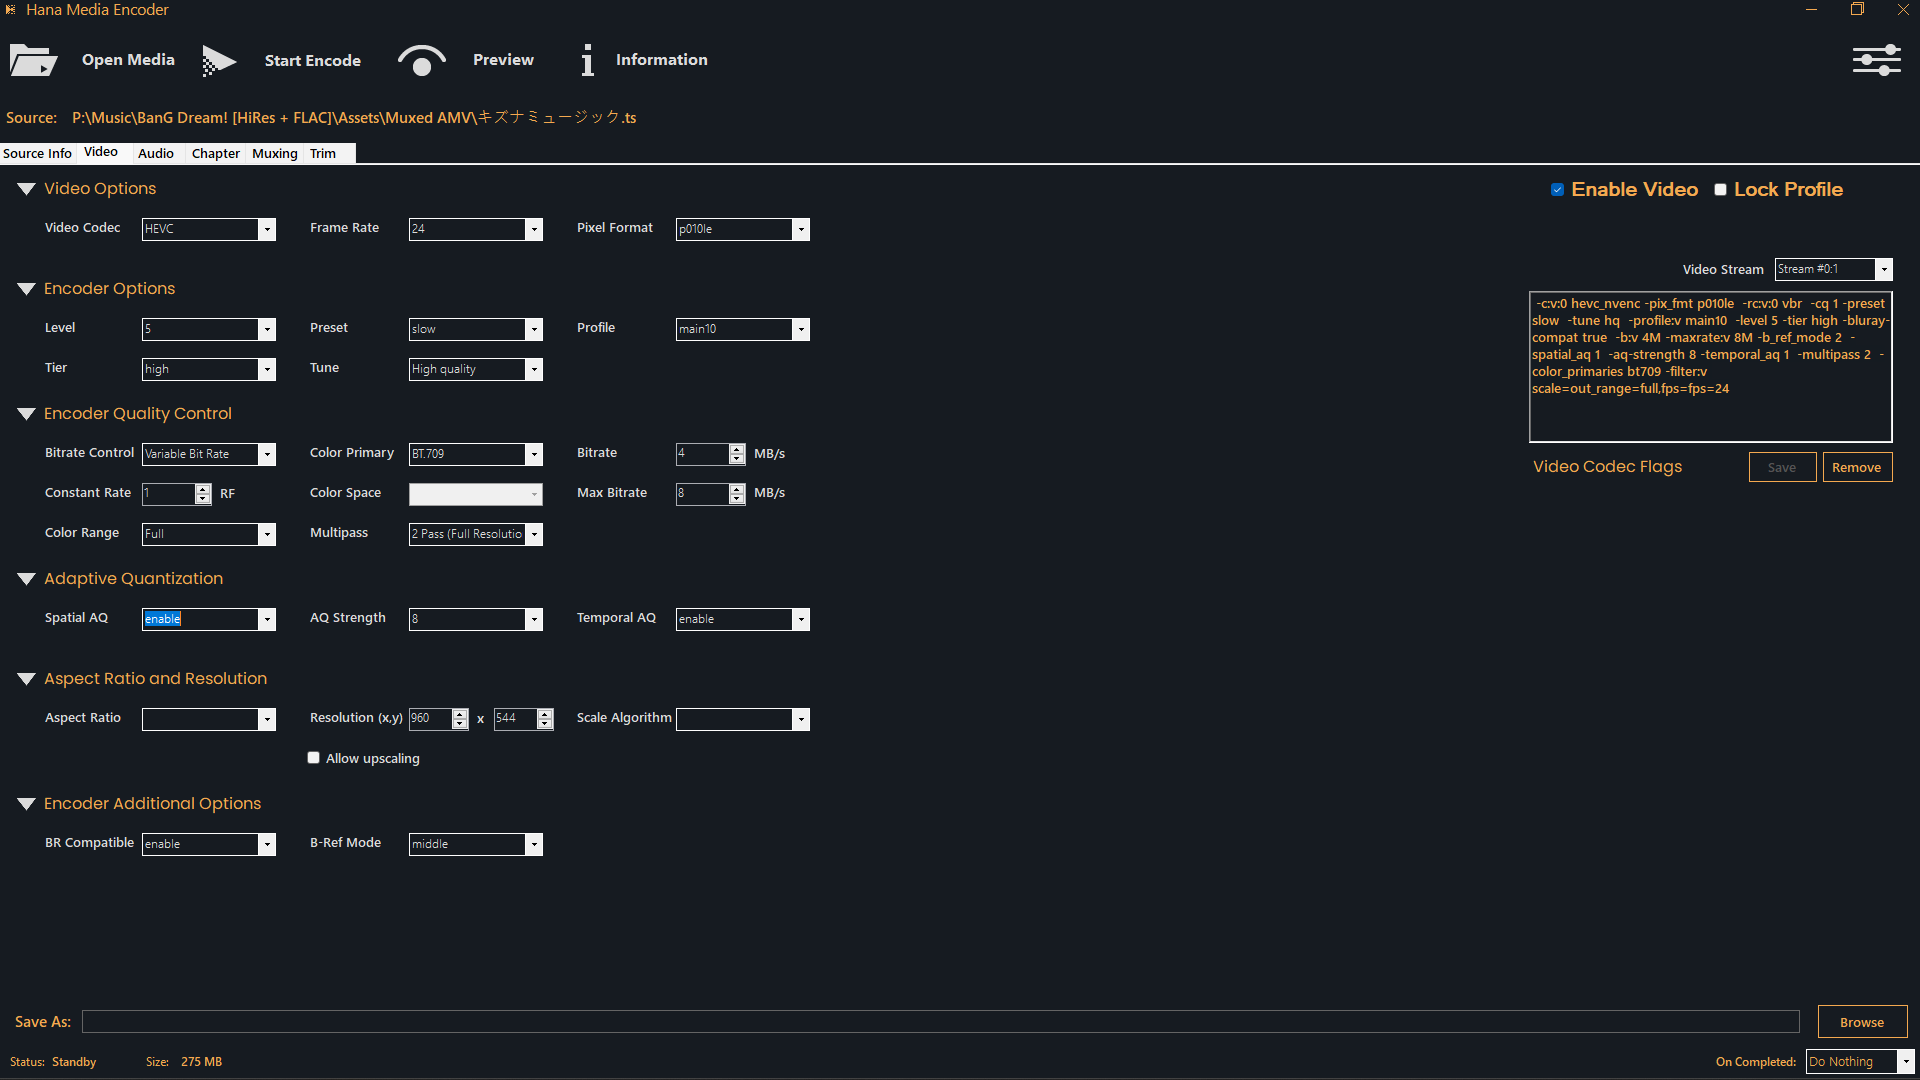 Hana Media Encoder
Open Media Start Encode Preview Information
Source: P:\Music\BanG Dream! [HiRes + FLAC]\Assets\Muxed AMV\キズナミュージック.ts
Source Info Video Audio Chapter Muxing Trim
Video Options
Enable Video Lock Profile
Video Codec HEVC Frame Rate 24 Pixel Format p010le
Video Stream Stream #0:1
Encoder Options
Level 5 Preset slow Profile main10
Tier high Tune High quality
-c:v:0 hevc_nvenc -pix_fmt p010le -rc:v:0 vbr -cq 1 -preset
slow -tune hq -profile:v main10 -level 5 -tier high -bluray-
compat true -b:v 4M -maxrate:v 8M -b_ref_mode 2 -
spatial_aq 1 -aq-strength 8 -temporal_aq 1 -multipass 2 -
color_primaries bt709 -filter:v
scale=out_range=full,fps=fps=24
Video Codec Flags Save Remove
Encoder Quality Control
Bitrate Control Variable Bit Rate Color Primary BT.709 Bitrate 4 MB/s
Constant Rate 1 RF Color Space Max Bitrate 8 MB/s
Color Range Full Multipass 2 Pass (Full Resolutio
Adaptive Quantization
Spatial AQ enable AQ Strength 8 Temporal AQ enable
Aspect Ratio and Resolution
Aspect Ratio Resolution (x,y) 960 x 544 Scale Algorithm
Allow upscaling
Encoder Additional Options
BR Compatible enable B-Ref Mode middle
Save As: Browse
Status: Standby Size: 275 MB On Completed: Do Nothing